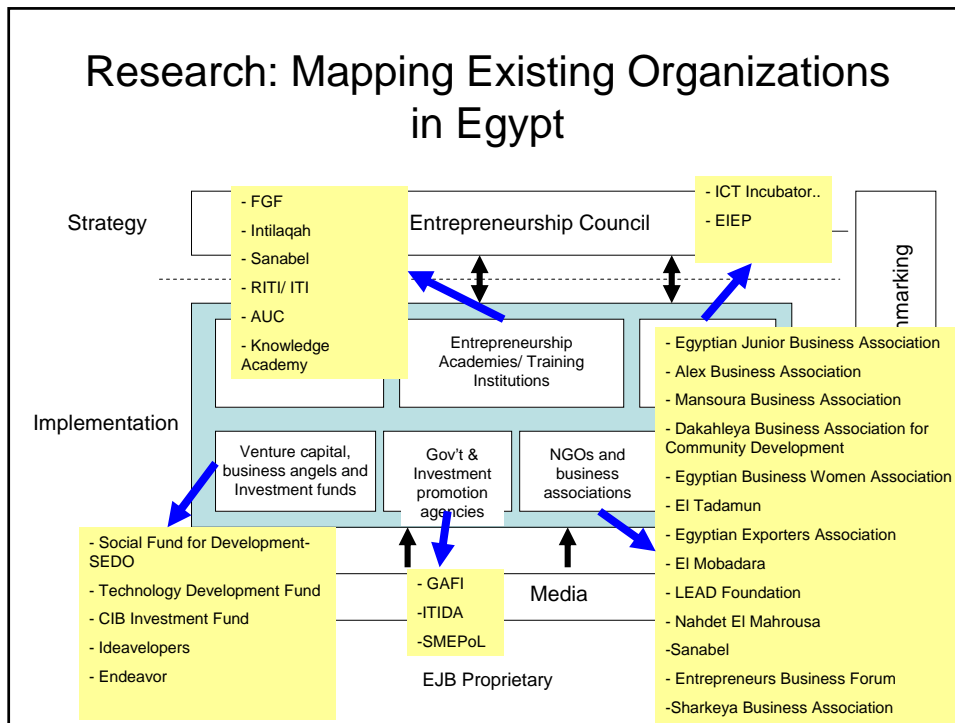 Research: Mapping Existing Organizations
in Egypt
Strategy
- FGF
- Intilaqah
- Sanabel
- RITI/ ITI
- AUC
- Knowledge
Academy
Entrepreneurship Council
- ICT Incubator..
- EIEP
Implementation
Entrepreneurship
Academies/ Training
Institutions
Venture capital,
business angels and
Investment funds
Gov't &
Investment
promotion
agencies
NGOs and
business
associations
- Egyptian Junior Business Association
- Alex Business Association
- Mansoura Business Association
- Dakahleya Business Association for
Community Development
- Egyptian Business Women Association
- El Tadamun
- Egyptian Exporters Association
- El Mobadara
- LEAD Foundation
- Nahdet El Mahrousa
-Sanabel
- Entrepreneurs Business Forum
-Sharkeya Business Association
- Social Fund for Development-
SEDO
- Technology Development Fund
- CIB Investment Fund
- Ideavelopers
- Endeavor
- GAFI
-ITIDA
-SMEPoL
Media
EJB Proprietary